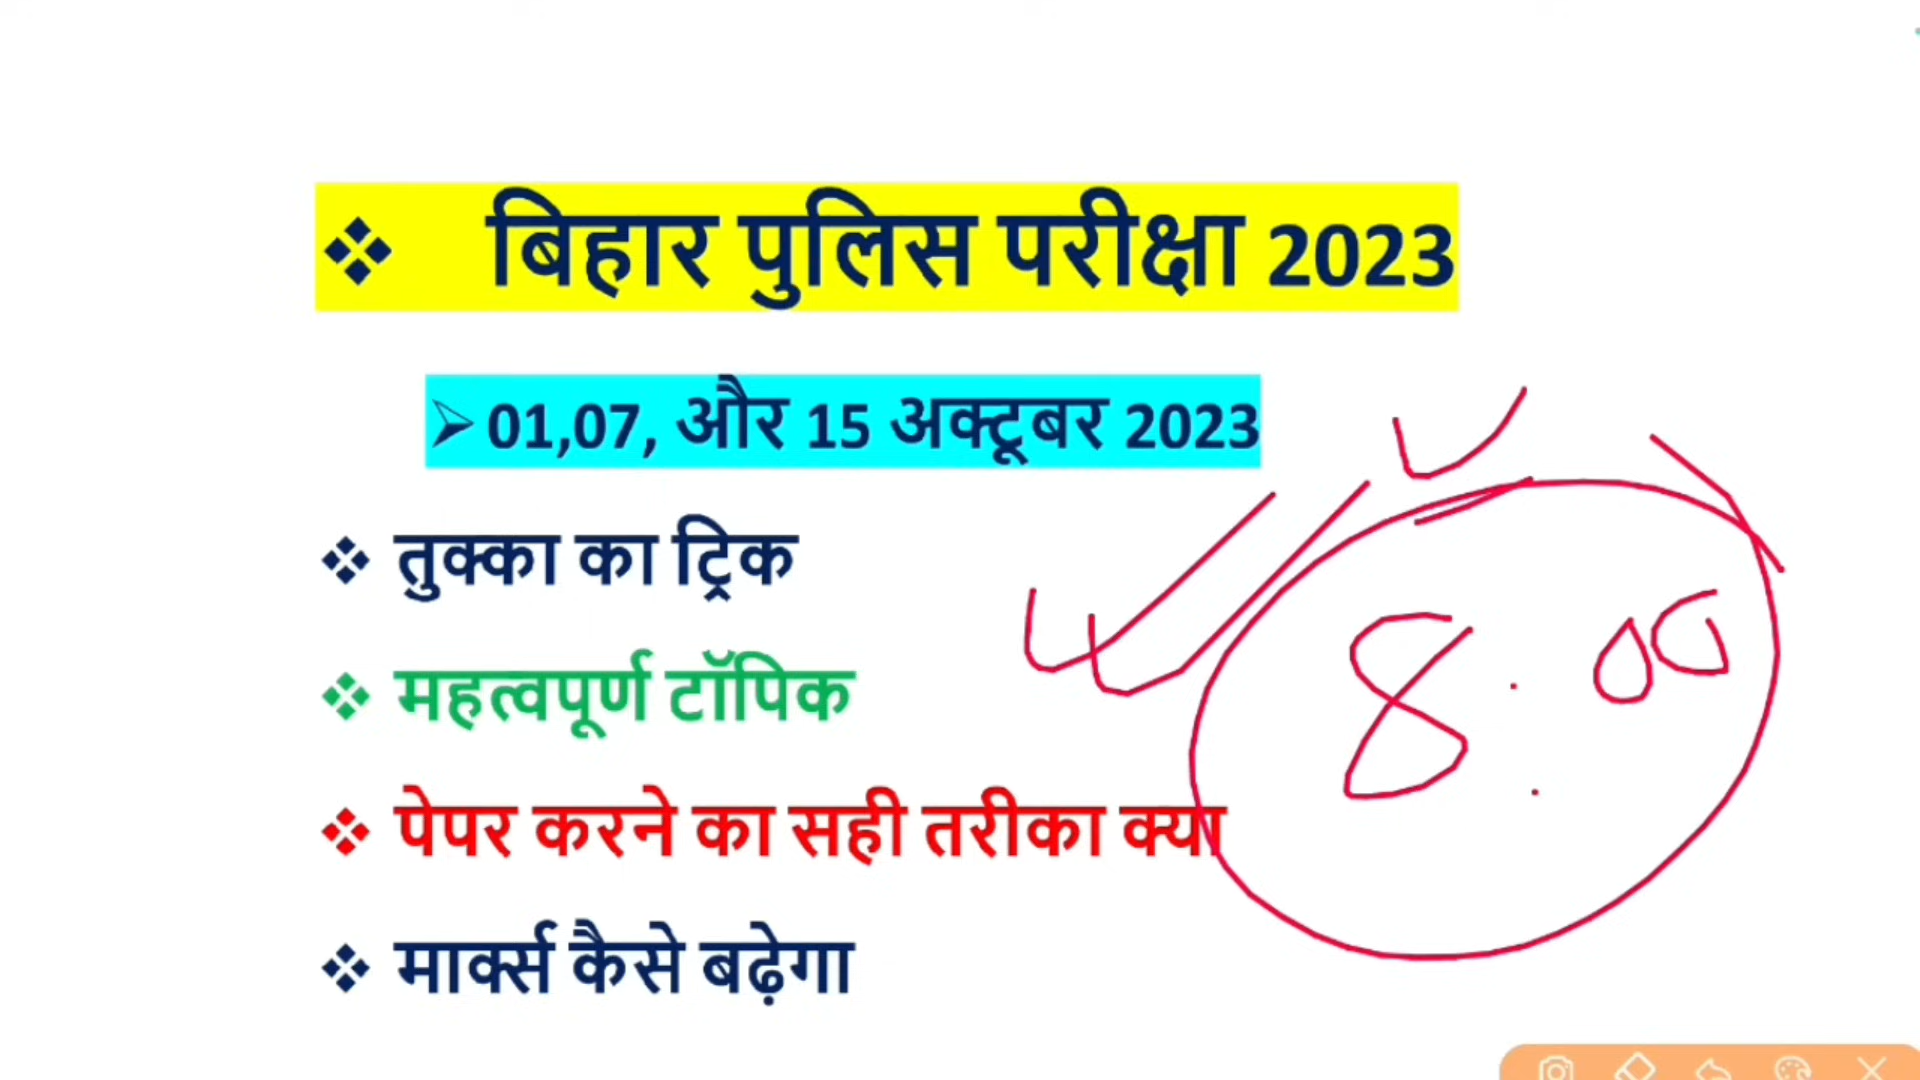 ❖ बिहार पुलिस परीक्षा 2023
➢ 01,07, और 15 अक्टूबर 2023
❖ तुक्का का ट्रिक
❖ महत्वपूर्ण टॉपिक
❖ पेपर करने का सही तरीका क्या
❖ मार्क्स कैसे बढ़ेगा
8:00